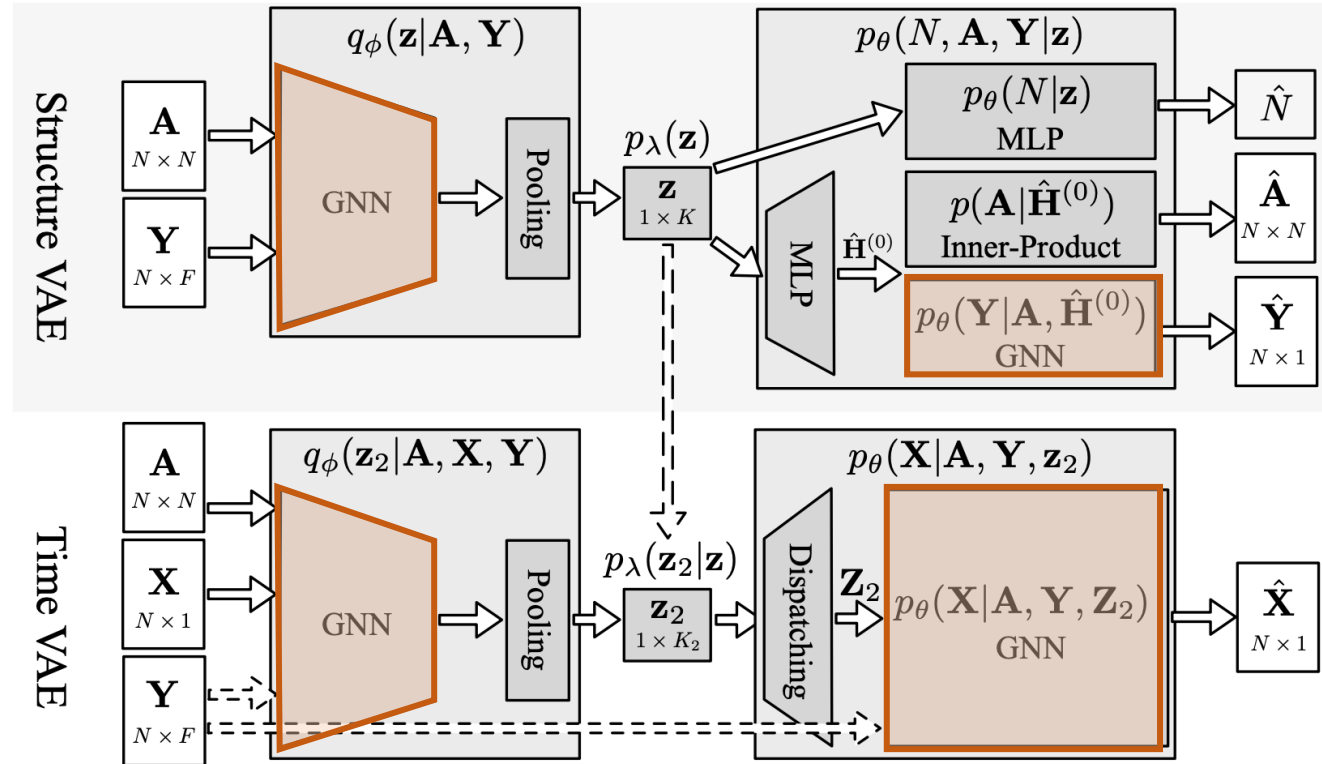 Structure VAE
A
N × N
Y
N × F
qϕ(z|A, Y)
GNN
Pooling
pλ(z)
z
1 × K
pθ(N, A, Y|z)
MLP
Ĥ⁽⁰⁾
pθ(N|z)
MLP
p(A|Ĥ⁽⁰⁾)
Inner-Product
pθ(Y|A, Ĥ⁽⁰⁾)
GNN
N̂
Â
N × N
Ŷ
N × 1
Time VAE
A
N × N
X
N × 1
Y
N × F
qϕ(z₂|A, X, Y)
GNN
Pooling
pλ(z₂|z)
z₂
1 × K₂
pθ(X|A, Y, z₂)
Dispatching
Z₂
pθ(X|A, Y, Z₂)
GNN
X̂
N × 1